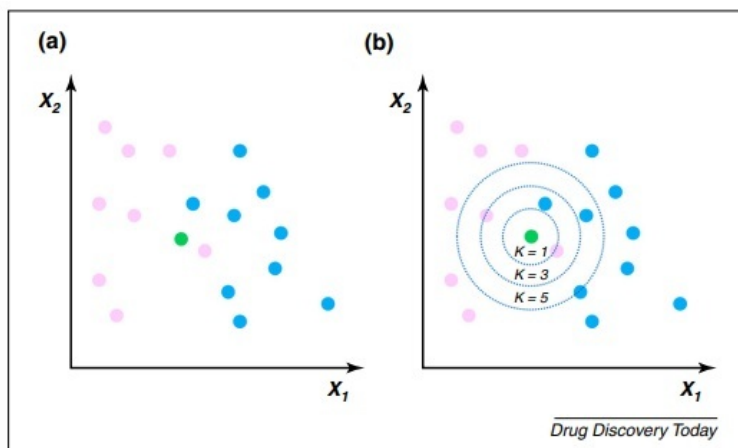 (a)
X₂
X₁
(b)
X₂
K = 1
K = 3
K = 5
X₁
Drug Discovery Today